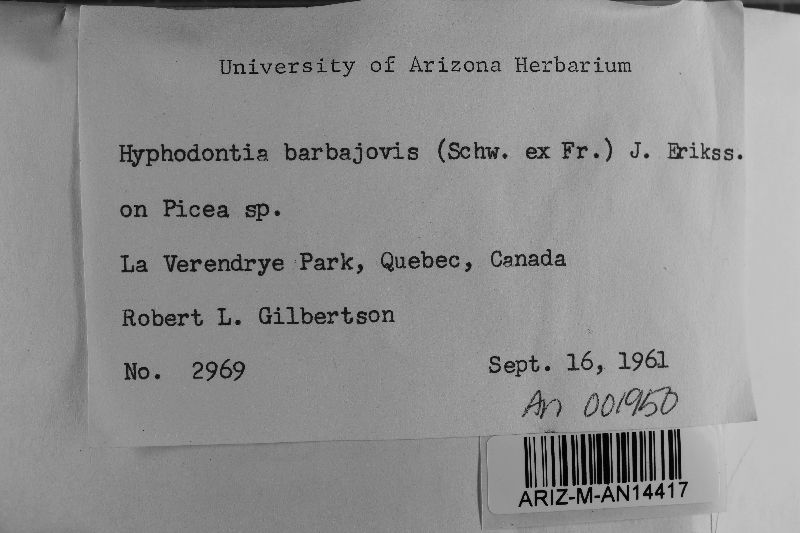 University of Arizona Herbarium
Hyphodontia barbajovis (Schw. ex Fr.) J. Erikss.
on Picea sp.
La Verendrye Park, Quebec, Canada
Robert L. Gilbertson
No. 2969 Sept. 16, 1961
An 001950
ARIZ-M-AN14417